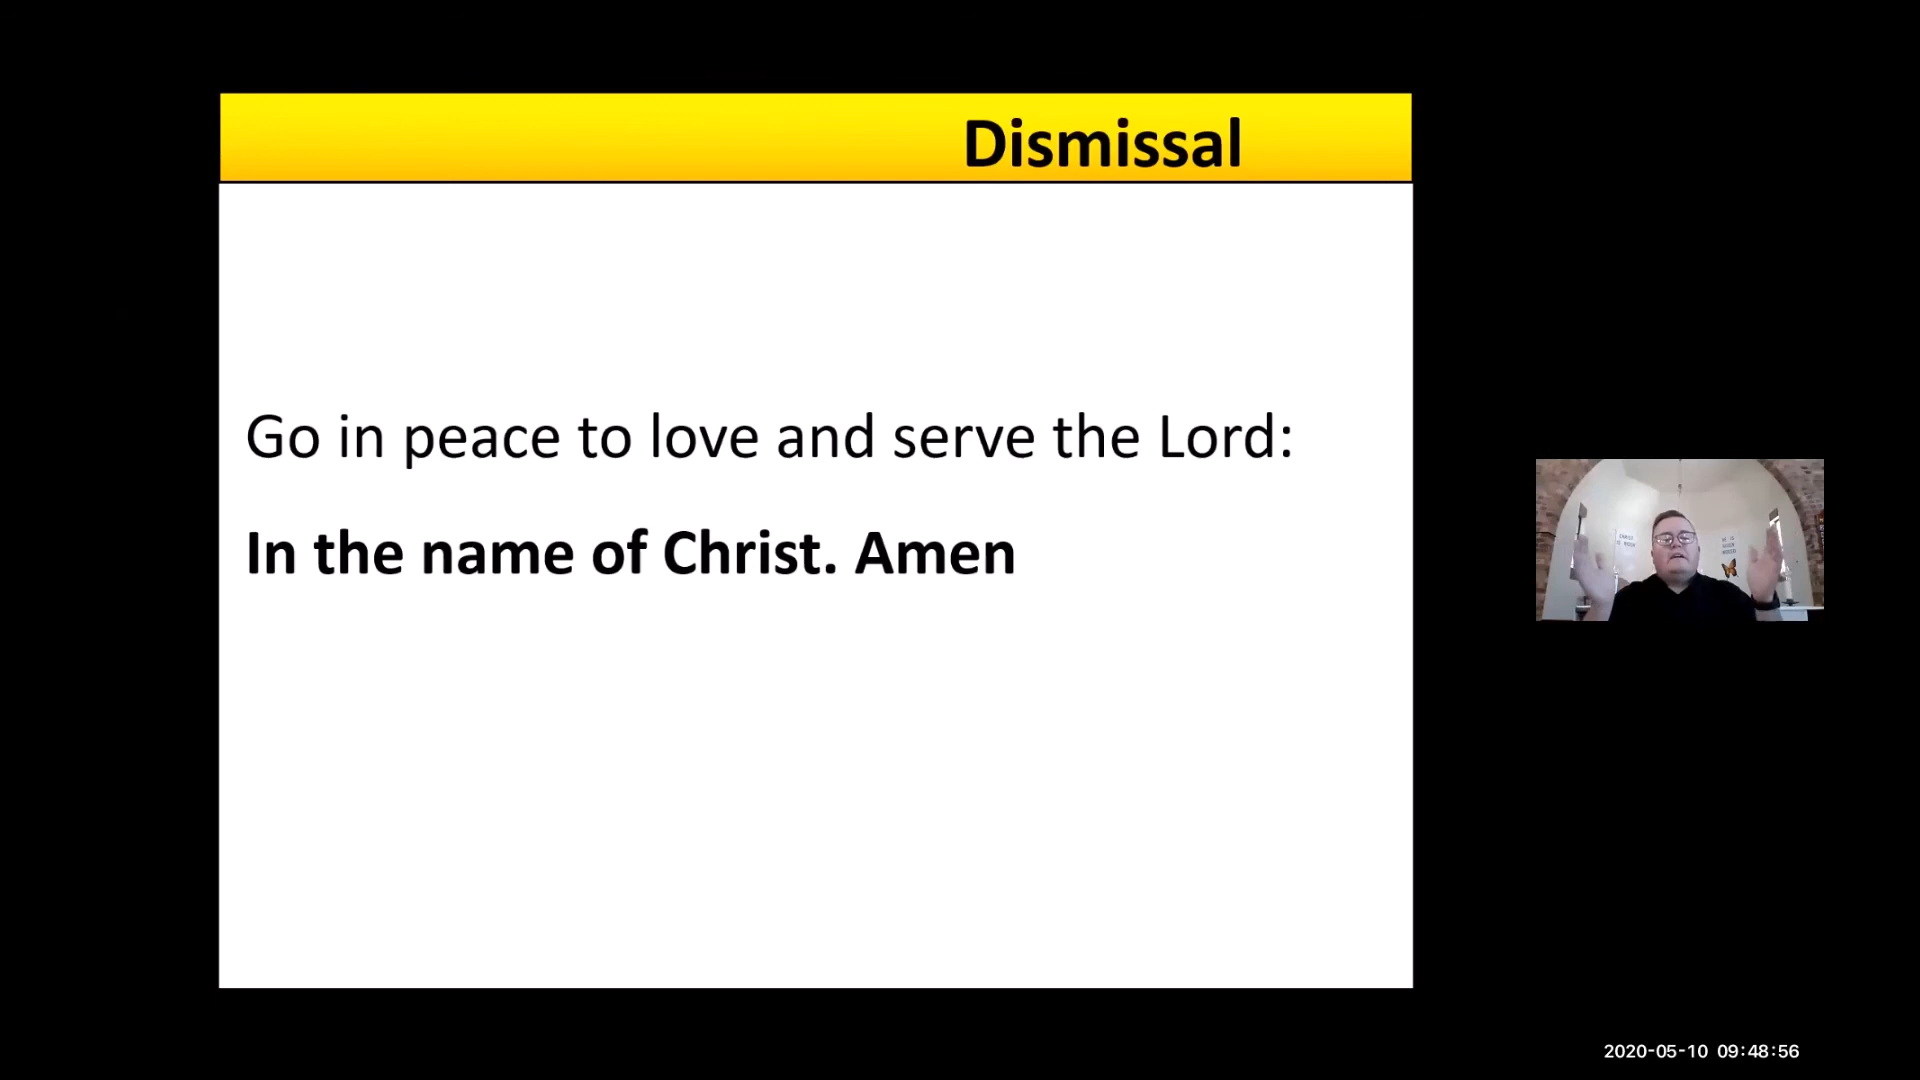 Dismissal
Go in peace to love and serve the Lord:
In the name of Christ. Amen
2020-05-10 09:48:56